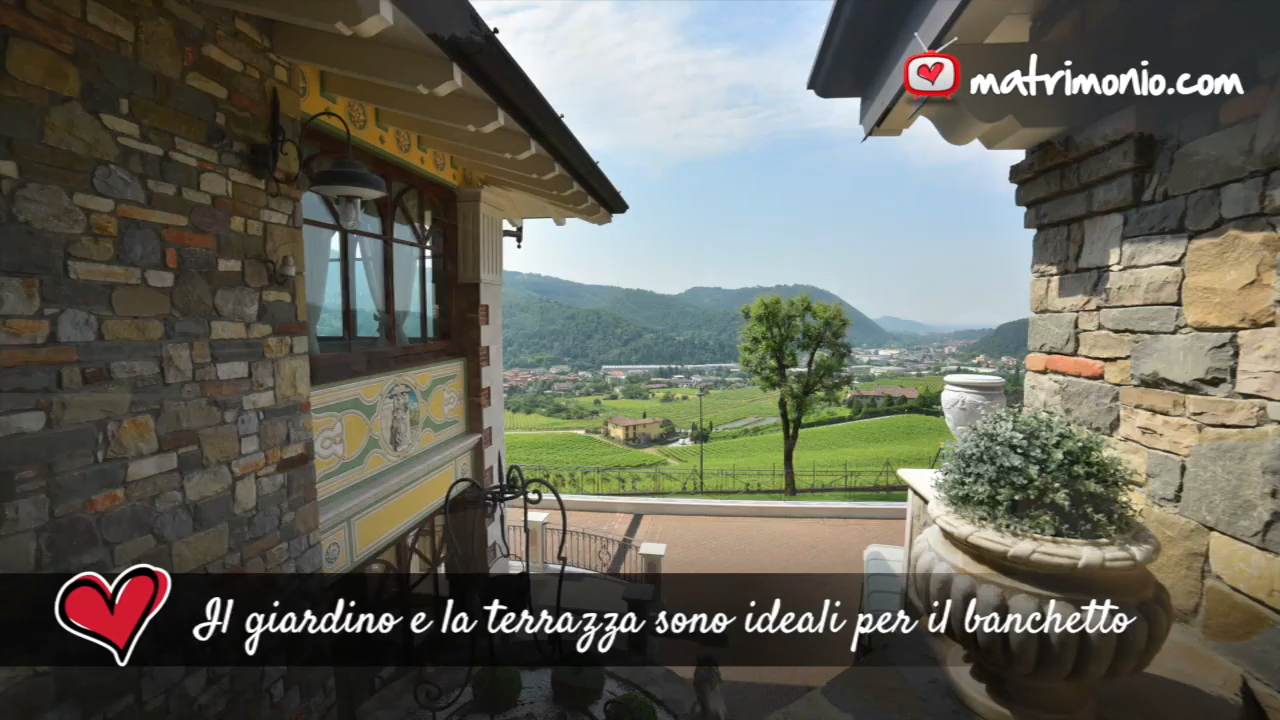 matrimonio.com
Il giardino e la terrazza sono ideali per il banchetto